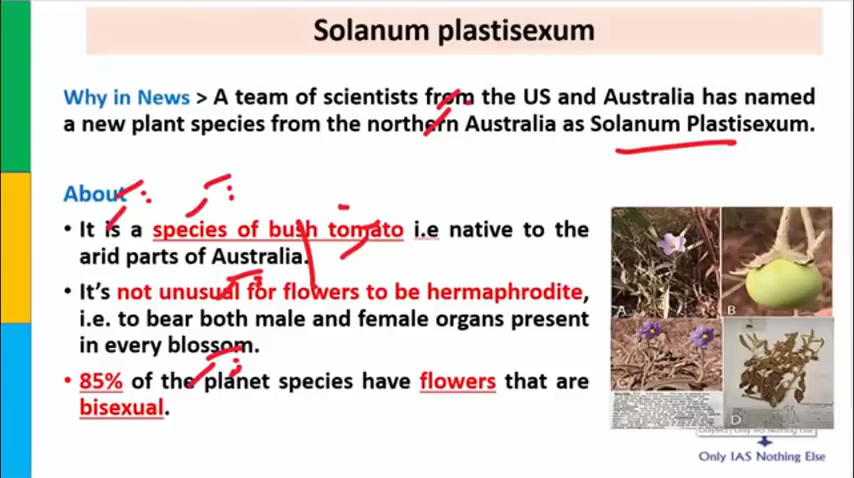 Solanum plastisexum
Why in News > A team of scientists from the US and Australia has named
a new plant species from the northern Australia as Solanum Plastisexum.
About
• It is a species of bush tomato i.e native to the
arid parts of Australia.
• It's not unusual for flowers to be hermaphrodite,
i.e. to bear both male and female organs present
in every blossom.
• 85% of the planet species have flowers that are
bisexual.
A
B
D
Only IAS Nothing Else